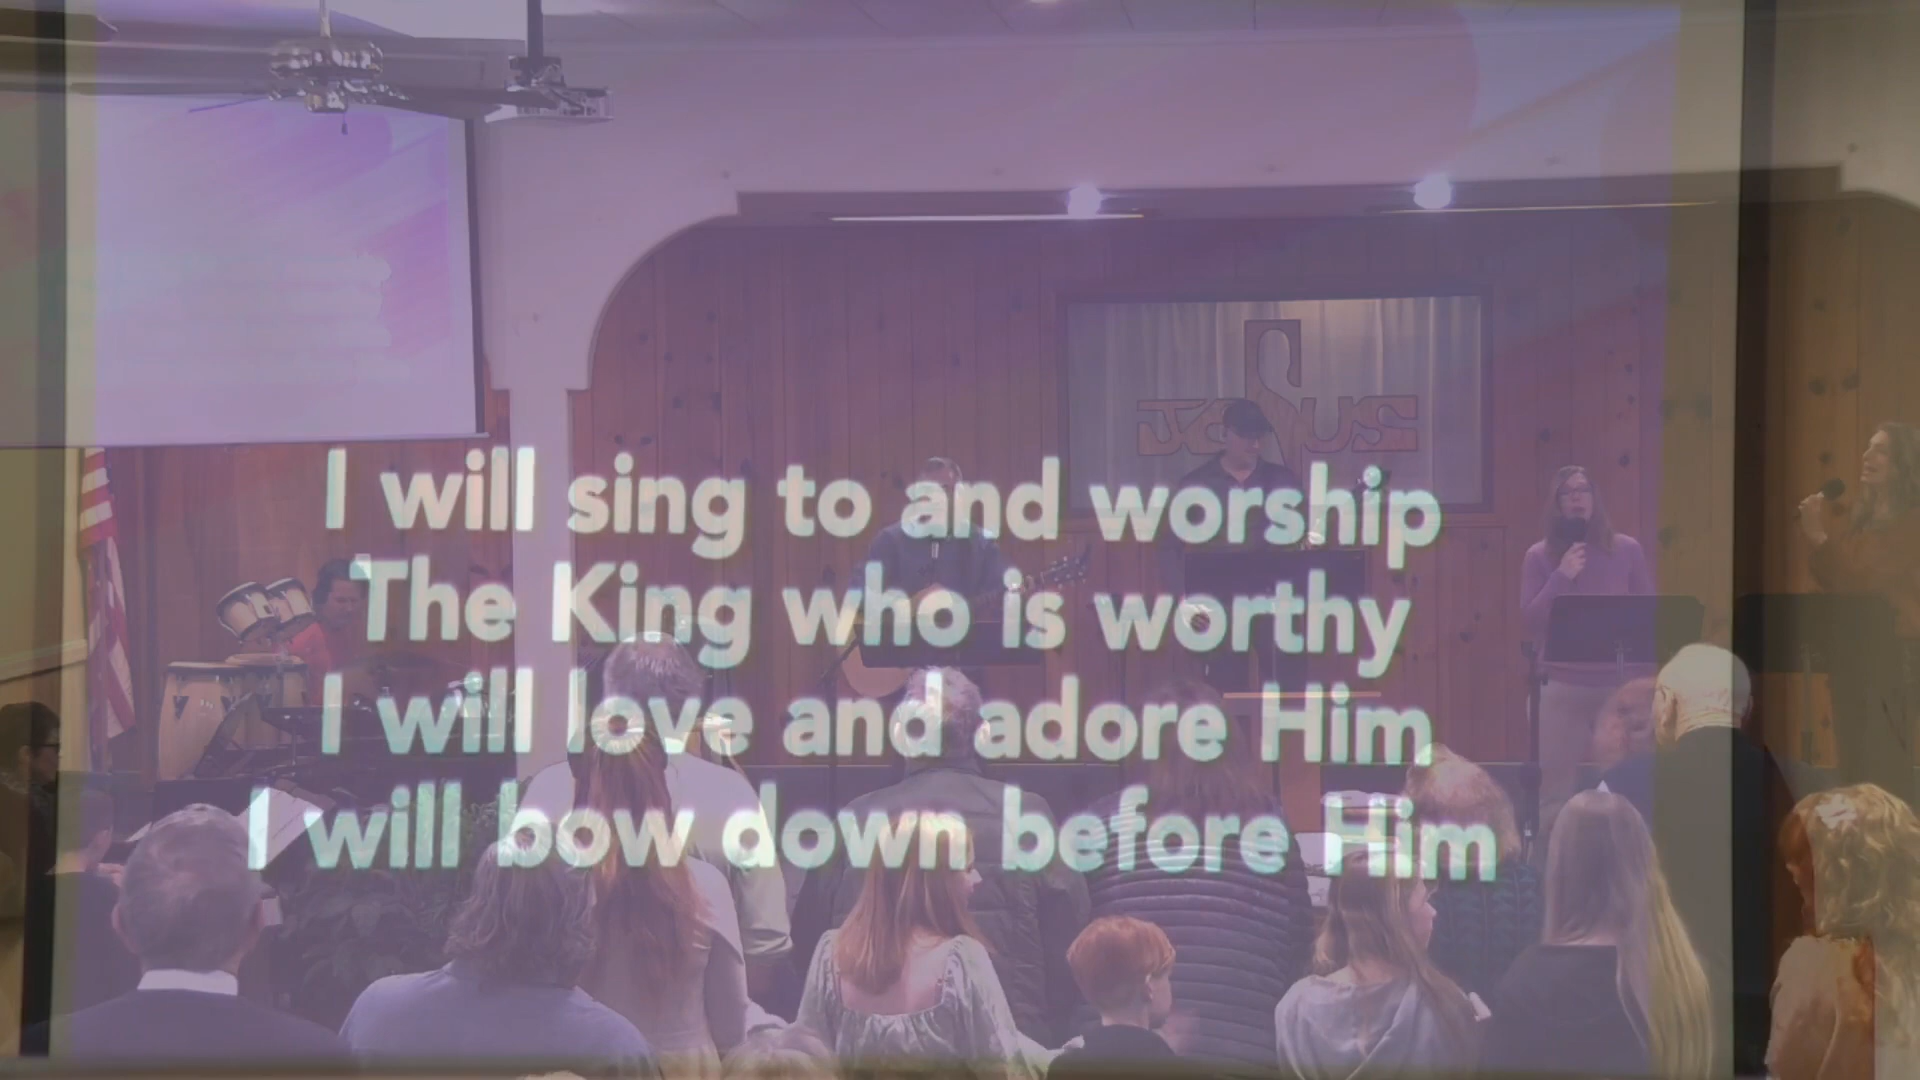 JESUS
I will sing to and worship
The King who is worthy
I will love and adore Him
I will bow down before Him